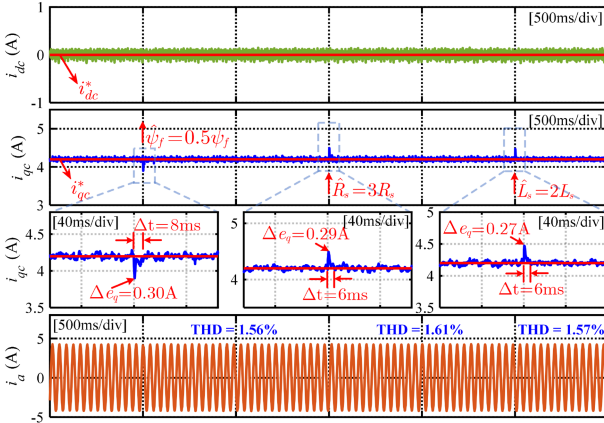 [500ms/div]
1
0
-1
i_dc (A)
i*_dc
[500ms/div]
5
4
3
i_qc (A)
ψ̂_f=0.5ψ_f
i*_qc
R̂_s=3R_s
L̂_s=2L_s
[40ms/div]
4.5
4
3.5
i_qc (A)
Δt=8ms
Δe_q=0.30A
[40ms/div]
5
4
Δe_q=0.29A
Δt=6ms
[40ms/div]
4.5
4
3.5
Δe_q=0.27A
Δt=6ms
[500ms/div]
THD = 1.56%
THD = 1.61%
THD = 1.57%
5
0
-5
i_a (A)